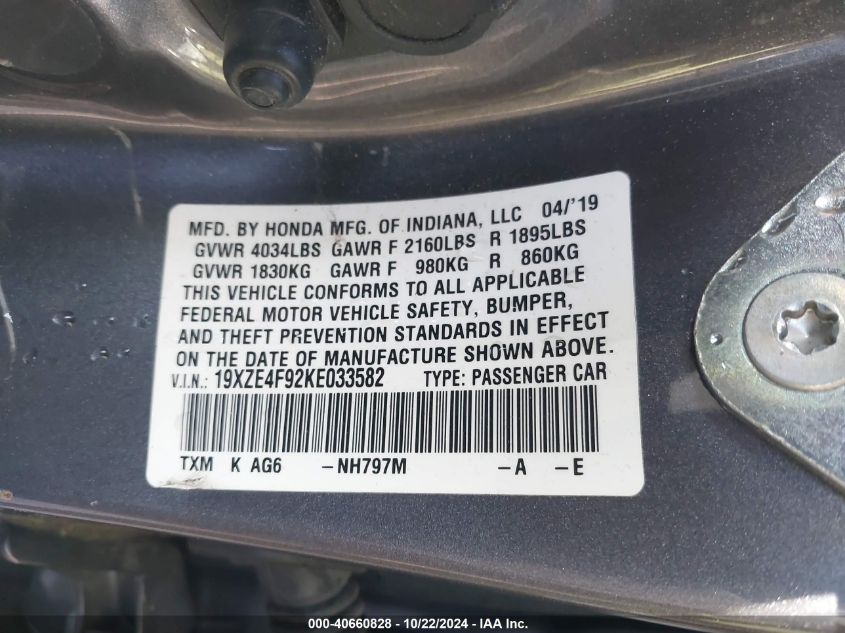 MFD. BY HONDA MFG. OF INDIANA, LLC 04/'19
GVWR 4034LBS GAWR F 2160LBS R 1895LBS
GVWR 1830KG GAWR F 980KG R 860KG
THIS VEHICLE CONFORMS TO ALL APPLICABLE
FEDERAL MOTOR VEHICLE SAFETY, BUMPER,
AND THEFT PREVENTION STANDARDS IN EFFECT
ON THE DATE OF MANUFACTURE SHOWN ABOVE.
V.I.N.: 19XZE4F92KE033582 TYPE: PASSENGER CAR
TXM K AG6 -NH797M -A -E
000-40660828 - 10/22/2024 - IAA Inc.